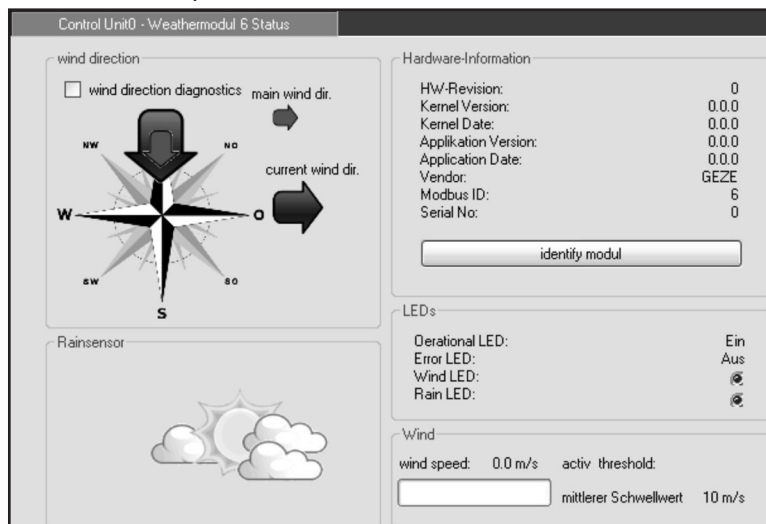 Control Unit0 - Weathermodul 6 Status
wind direction
wind direction diagnostics
main wind dir.
current wind dir.
NW
NO
W
O
SW
SO
S
Rainsensor
Hardware-Information
HW-Revision: 0
Kernel Version: 0.0.0
Kernel Date: 0.0.0
Applikation Version: 0.0.0
Application Date: 0.0.0
Vendor: GEZE
Modbus ID: 6
Serial No: 0
identify modul
LEDs
Oerational LED: Ein
Error LED: Aus
Wind LED:
Rain LED:
Wind
wind speed: 0.0 m/s activ threshold:
mittlerer Schwellwert 10 m/s